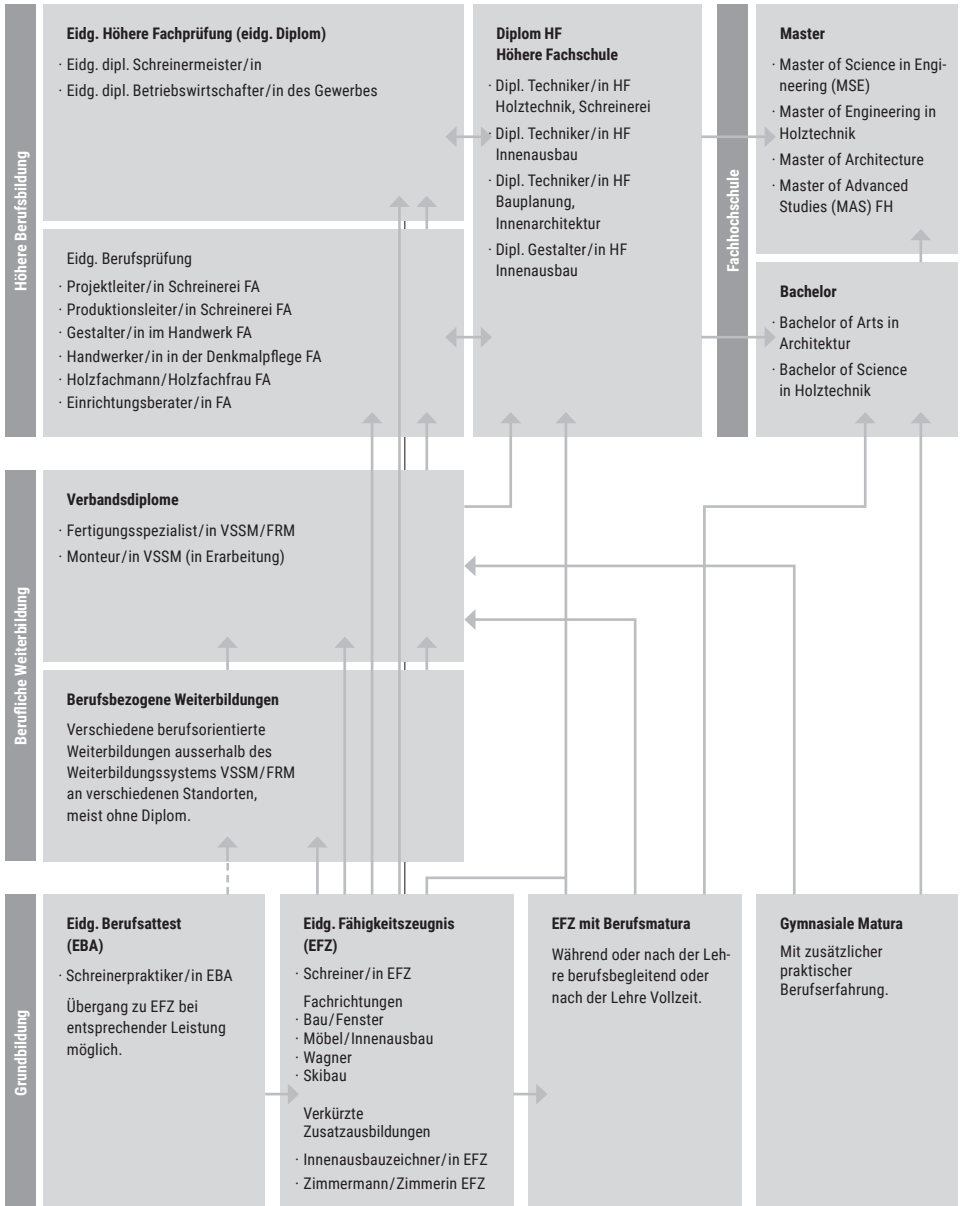 Höhere Berufsbildung
Eidg. Höhere Fachprüfung (eidg. Diplom)
· Eidg. dipl. Schreinermeister/in
· Eidg. dipl. Betriebswirtschafter/in des Gewerbes
Eidg. Berufsprüfung
· Projektleiter/in Schreinerei FA
· Produktionsleiter/in Schreinerei FA
· Gestalter/in im Handwerk FA
· Handwerker/in in der Denkmalpflege FA
· Holzfachmann/Holzfachfrau FA
· Einrichtungsberater/in FA
Diplom HF
Höhere Fachschule
· Dipl. Techniker/in HF
Holztechnik, Schreinerei
· Dipl. Techniker/in HF
Innenausbau
· Dipl. Techniker/in HF
Bauplanung,
Innenarchitektur
· Dipl. Gestalter/in HF
Innenausbau
Fachhochschule
Master
· Master of Science in Engi-
neering (MSE)
· Master of Engineering in
Holztechnik
· Master of Architecture
· Master of Advanced
Studies (MAS) FH
Bachelor
· Bachelor of Arts in
Architektur
· Bachelor of Science
in Holztechnik
Berufliche Weiterbildung
Verbandsdiplome
· Fertigungsspezialist/in VSSM/FRM
· Monteur/in VSSM (in Erarbeitung)
Berufsbezogene Weiterbildungen
Verschiedene berufsorientierte
Weiterbildungen ausserhalb des
Weiterbildungssystems VSSM/FRM
an verschiedenen Standorten,
meist ohne Diplom.
Grundbildung
Eidg. Berufsattest
(EBA)
· Schreinerpraktiker/in EBA
Übergang zu EFZ bei
entsprechender Leistung
möglich.
Eidg. Fähigkeitszeugnis
(EFZ)
· Schreiner/in EFZ
Fachrichtungen
· Bau/Fenster
· Möbel/Innenausbau
· Wagner
· Skibau
Verkürzte
Zusatzausbildungen
· Innenausbauzeichner/in EFZ
· Zimmermann/Zimmerin EFZ
EFZ mit Berufsmatura
Während oder nach der Leh-
re berufsbegleitend oder
nach der Lehre Vollzeit.
Gymnasiale Matura
Mit zusätzlicher
praktischer
Berufserfahrung.